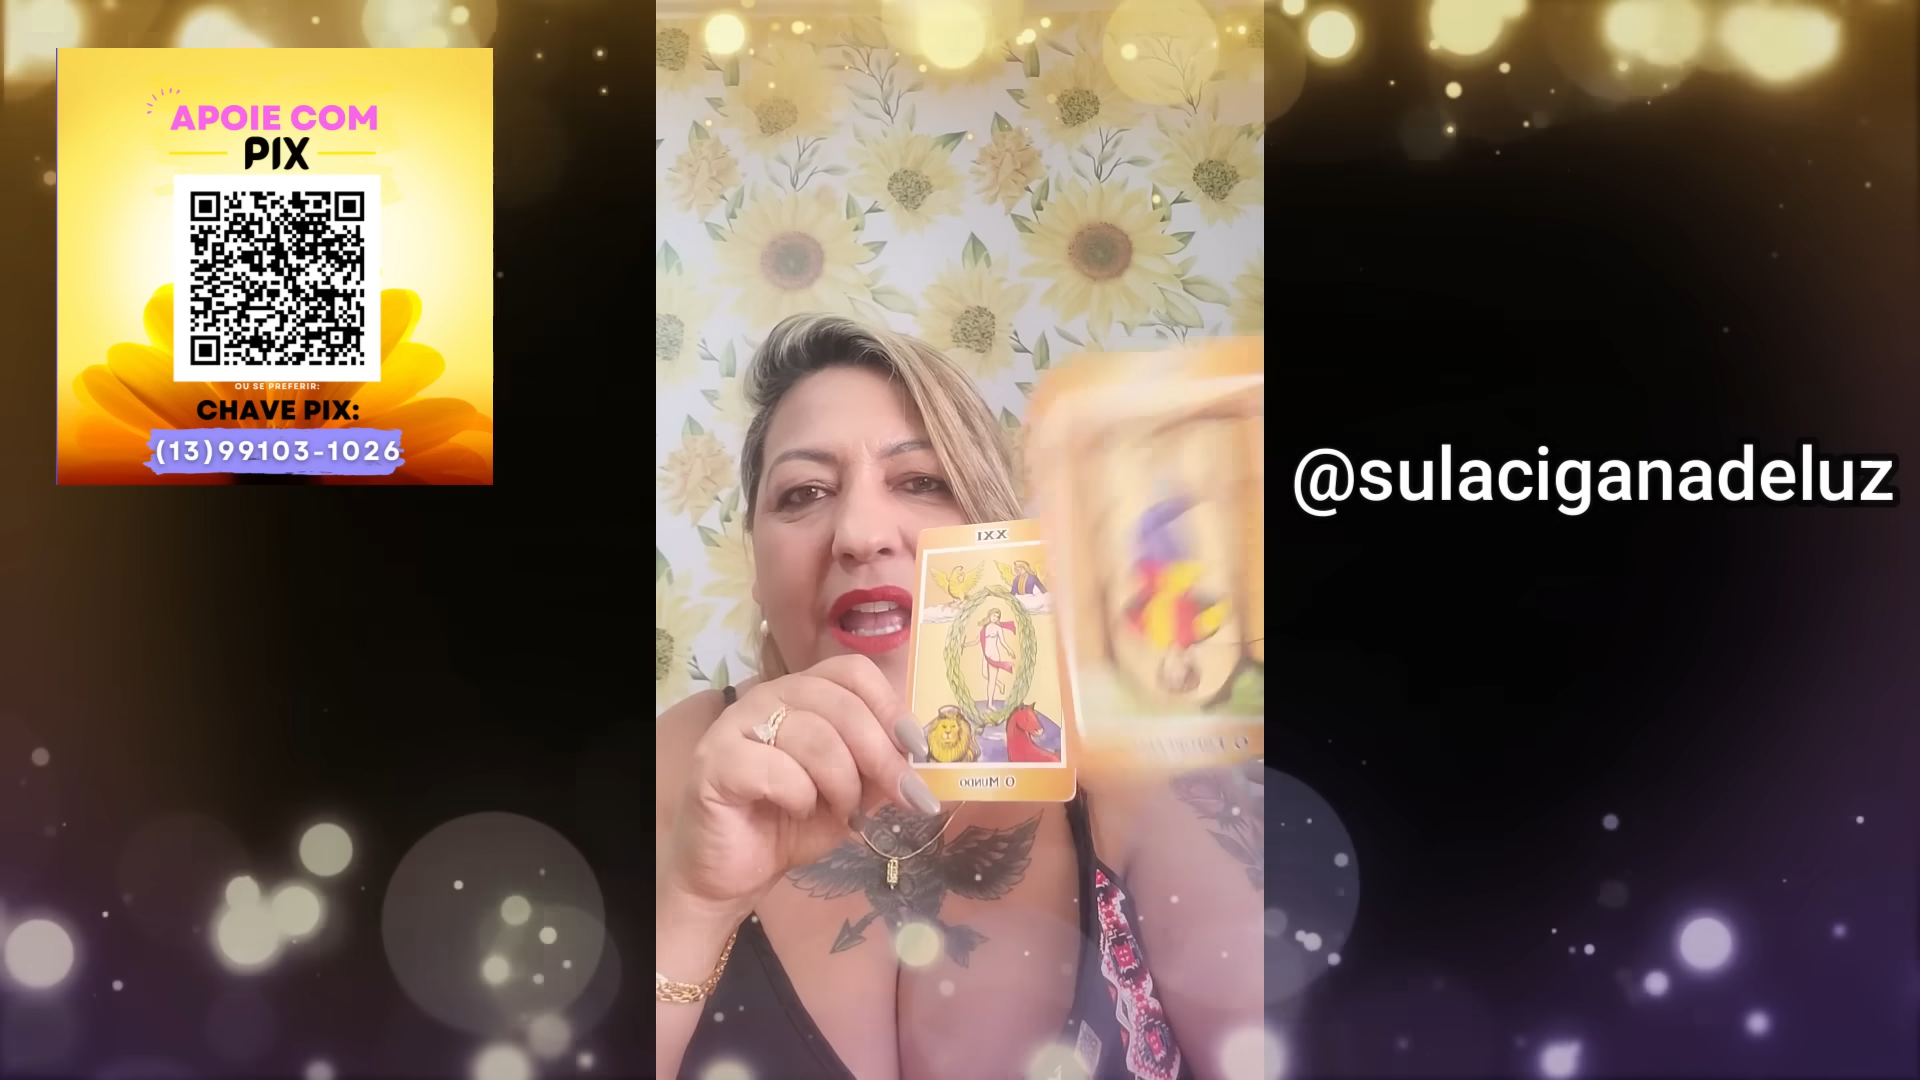 APOIE COM
PIX
OU SE PREFERIR:
CHAVE PIX:
(13)99103-1026
@sulaciganadeluz
XXI
O MUNDO